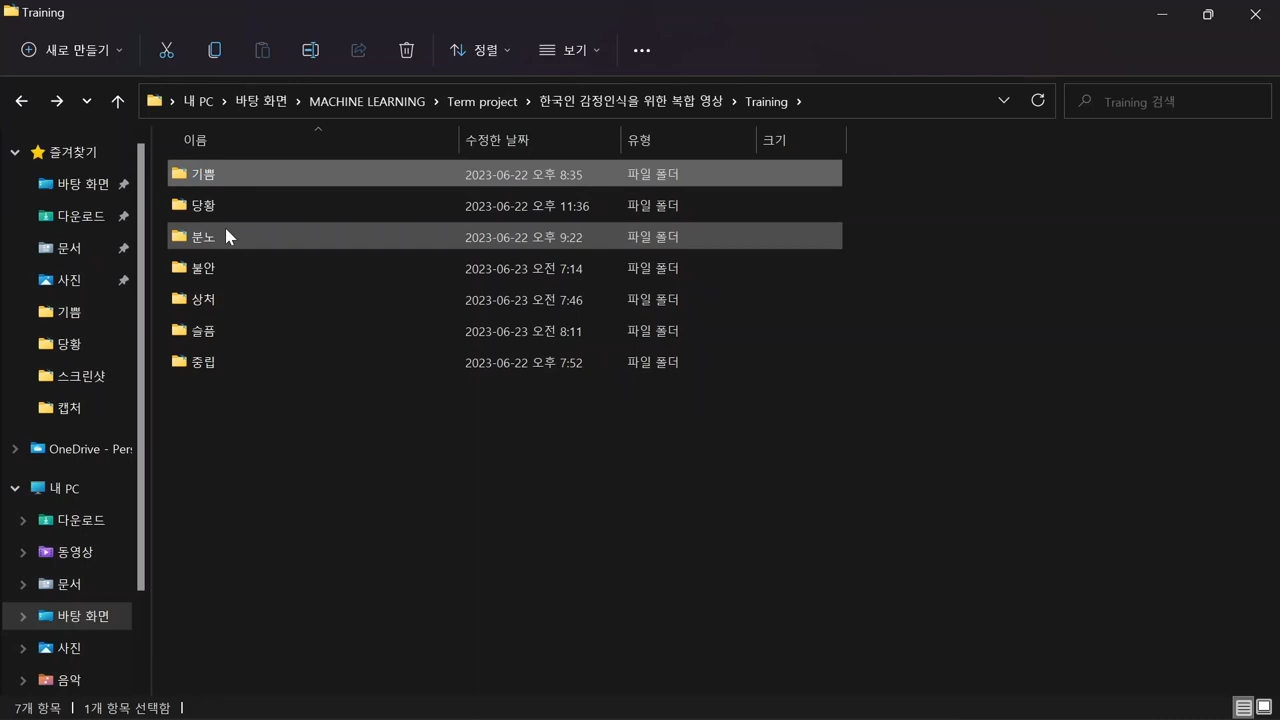 Training
새로 만들기
정렬
보기
내 PC > 바탕 화면 > MACHINE LEARNING > Term project > 한국인 감정인식을 위한 복합 영상 > Training >
Training 검색
이름 수정한 날짜 유형 크기
기쁨 2023-06-22 오후 8:35 파일 폴더
당황 2023-06-22 오후 11:36 파일 폴더
분노 2023-06-22 오후 9:22 파일 폴더
불안 2023-06-23 오전 7:14 파일 폴더
상처 2023-06-23 오전 7:46 파일 폴더
슬픔 2023-06-23 오전 8:11 파일 폴더
중립 2023-06-22 오후 7:52 파일 폴더
즐겨찾기
바탕 화면
다운로드
문서
사진
기쁨
당황
스크린샷
캡처
OneDrive - Pers
내 PC
다운로드
동영상
문서
바탕 화면
사진
음악
7개 항목 | 1개 항목 선택함 |